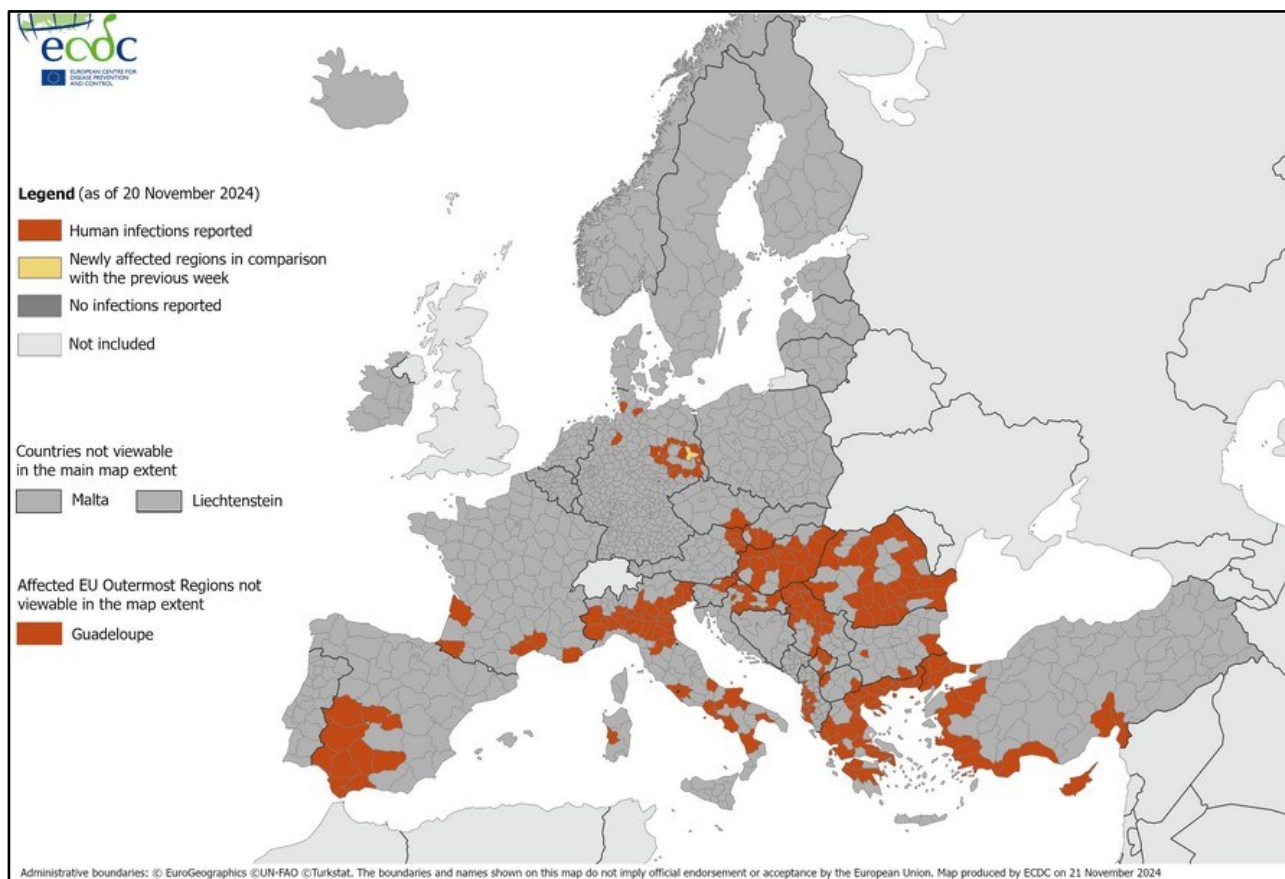 ecdc
EUROPEAN CENTRE FOR
DISEASE PREVENTION
AND CONTROL
Legend (as of 20 November 2024)
Human infections reported
Newly affected regions in comparison
with the previous week
No infections reported
Not included
Countries not viewable
in the main map extent
Malta
Liechtenstein
Affected EU Outermost Regions not
viewable in the map extent
Guadeloupe
Administrative boundaries: © EuroGeographics ©UN-FAO ©Turkstat. The boundaries and names shown on this map do not imply official endorsement or acceptance by the European Union. Map produced by ECDC on 21 November 2024